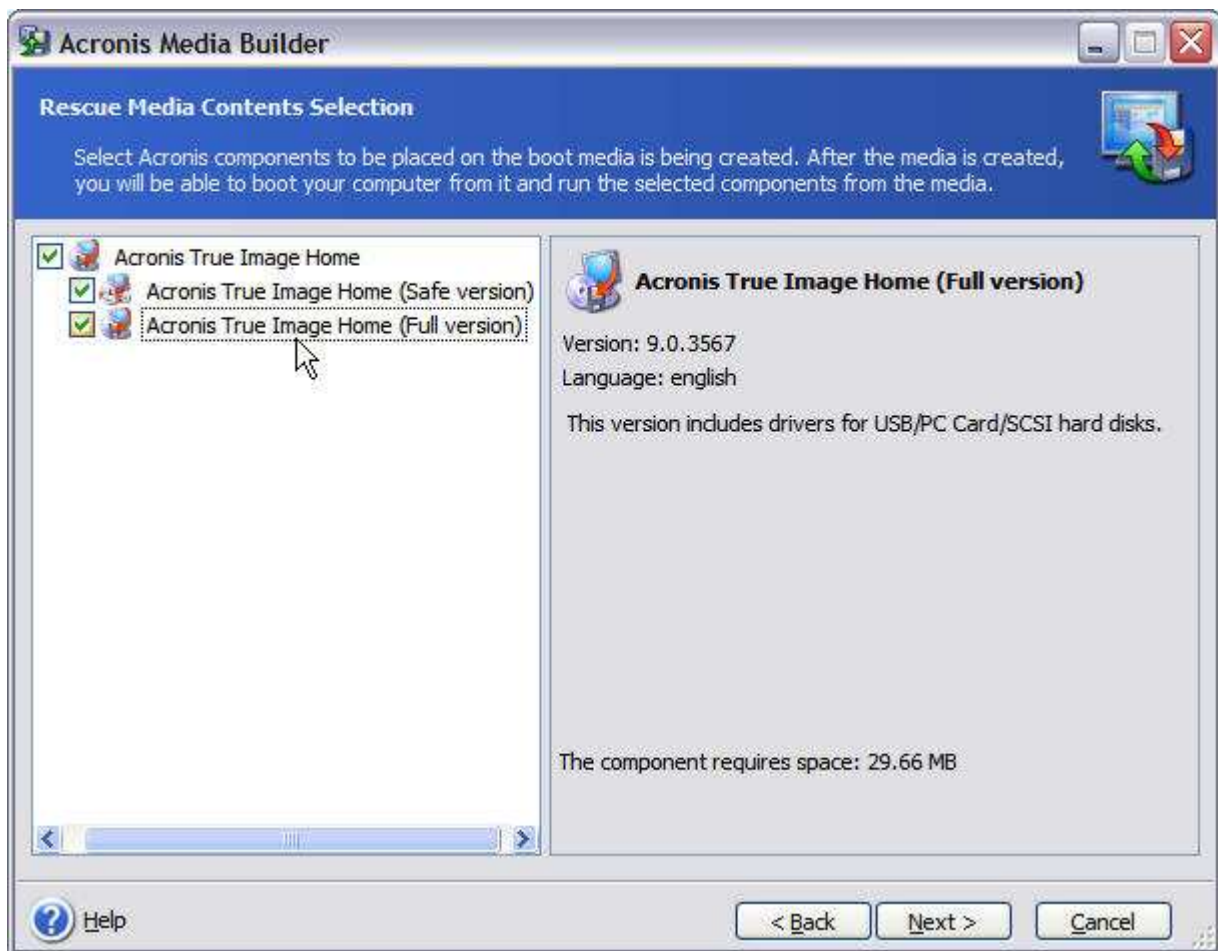 Acronis Media Builder
Rescue Media Contents Selection
Select Acronis components to be placed on the boot media is being created. After the media is created,
you will be able to boot your computer from it and run the selected components from the media.
Acronis True Image Home
Acronis True Image Home (Safe version)
Acronis True Image Home (Full version)
Acronis True Image Home (Full version)
Version: 9.0.3567
Language: english
This version includes drivers for USB/PC Card/SCSI hard disks.
The component requires space: 29.66 MB
Help
< Back
Next >
Cancel